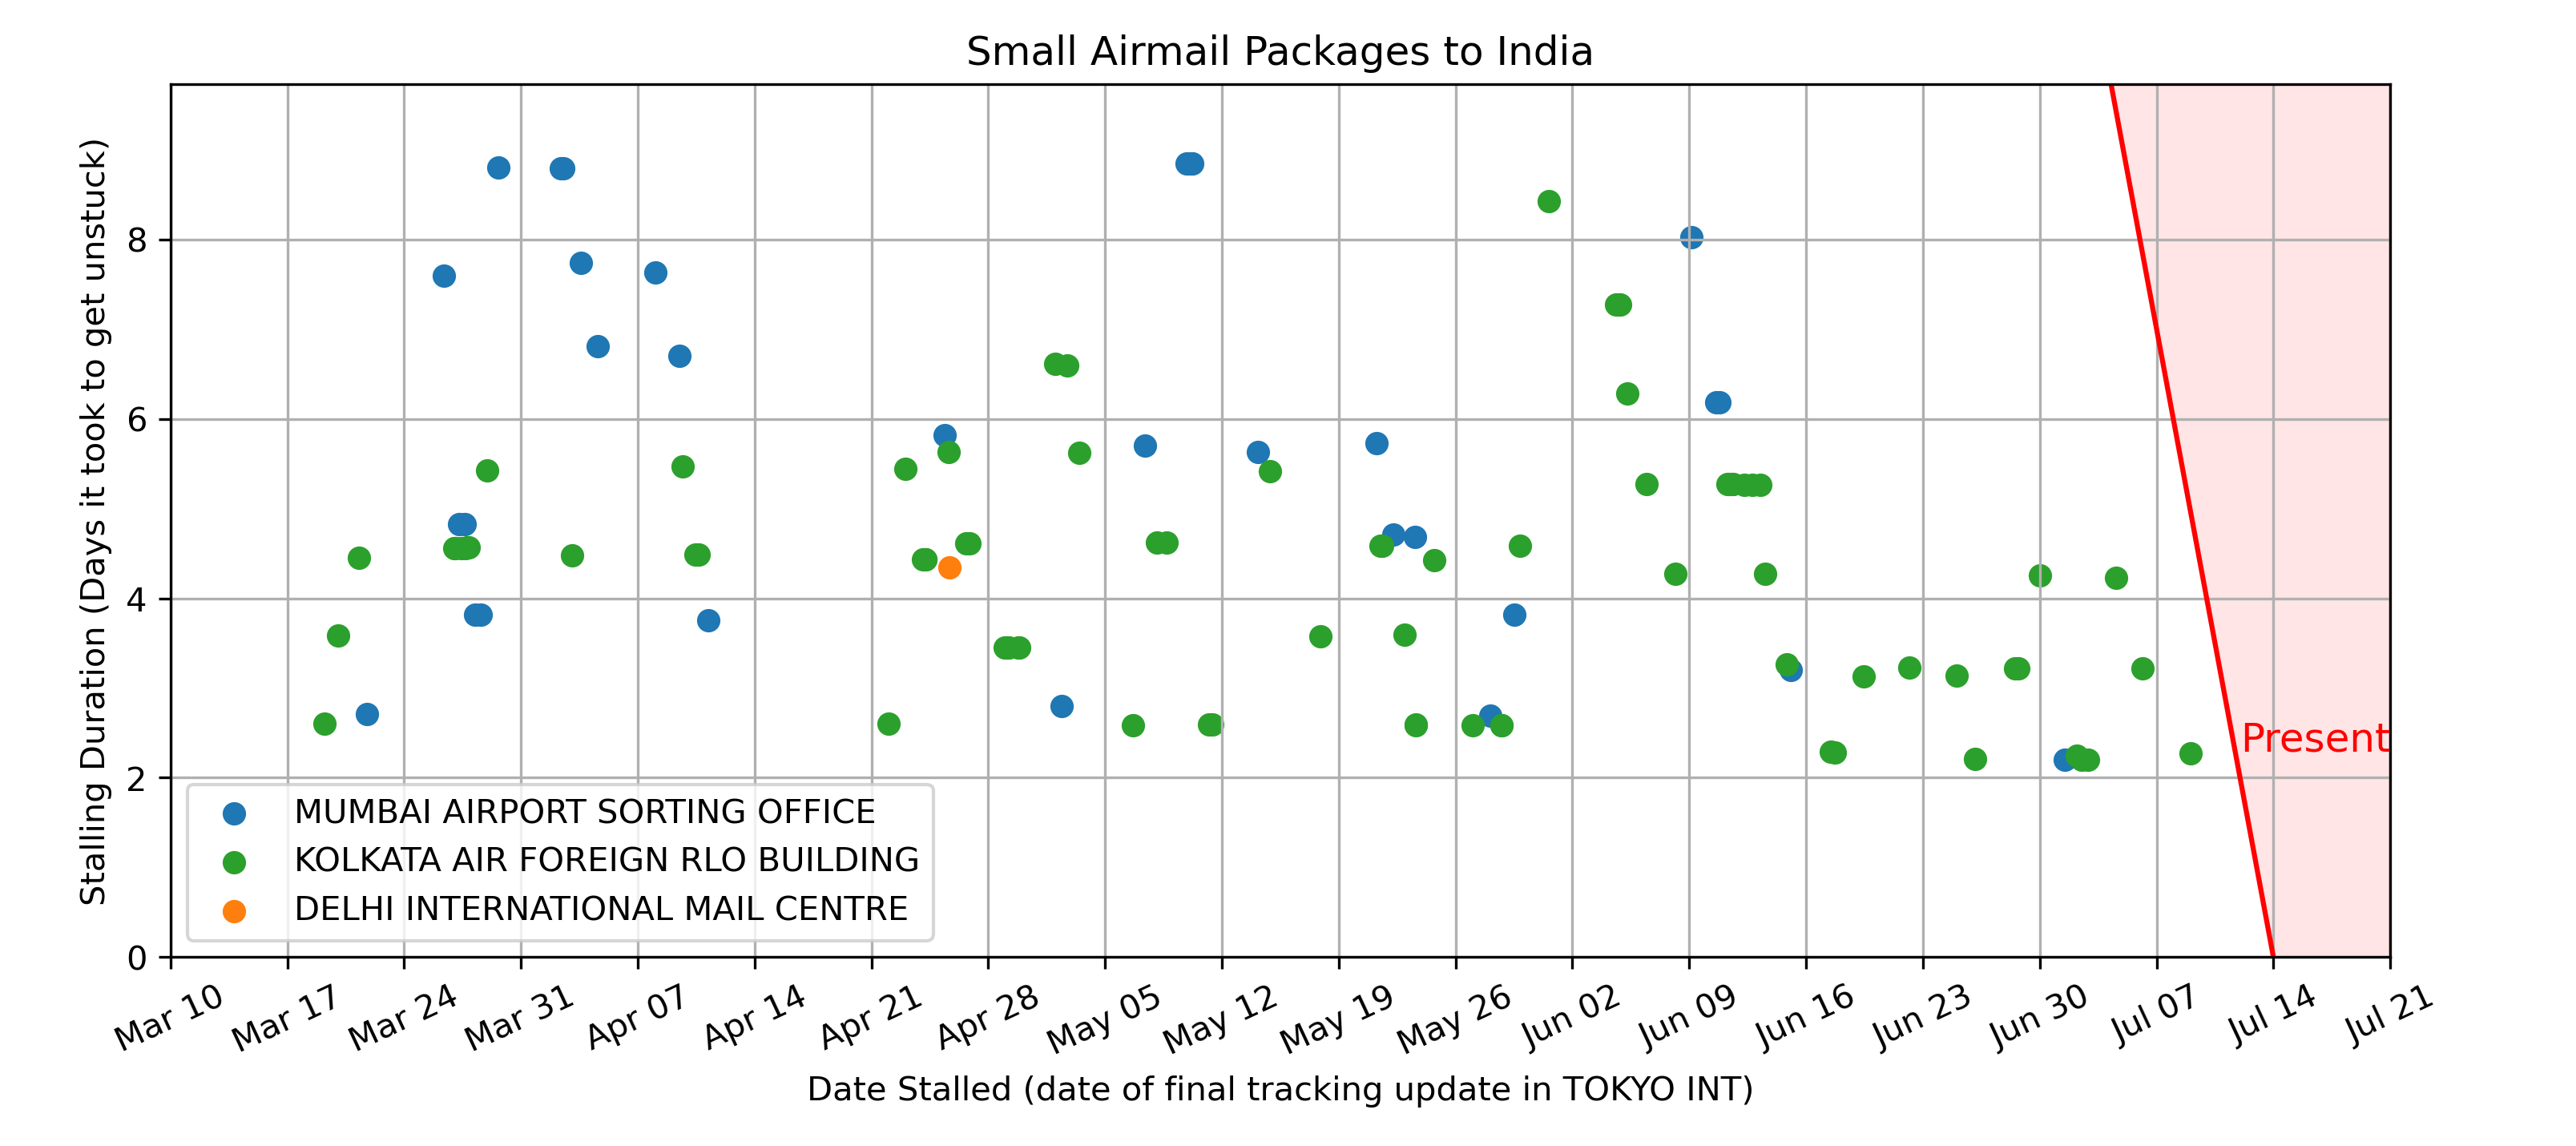 Small Airmail Packages to India
Stalling Duration (Days it took to get unstuck)
8
6
4
2
0
Present
MUMBAI AIRPORT SORTING OFFICE
KOLKATA AIR FOREIGN RLO BUILDING
DELHI INTERNATIONAL MAIL CENTRE
Mar 10 Mar 17 Mar 24 Mar 31 Apr 07 Apr 14 Apr 21 Apr 28 May 05 May 12 May 19 May 26 Jun 02 Jun 09 Jun 16 Jun 23 Jun 30 Jul 07 Jul 14 Jul 21
Date Stalled (date of final tracking update in TOKYO INT)